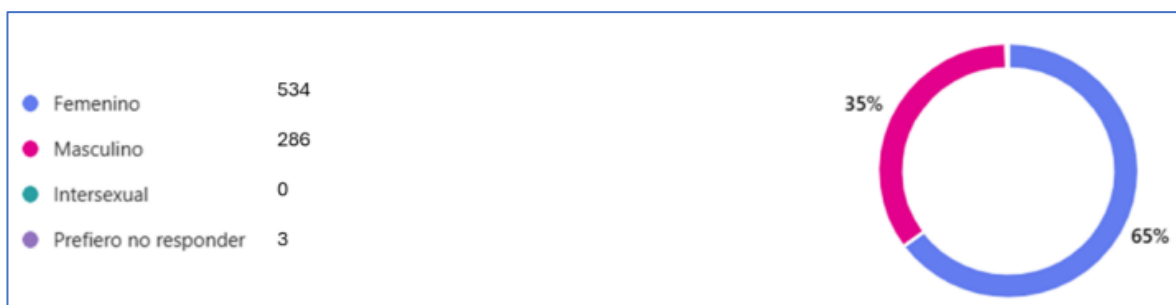 Femenino 534
Masculino 286
Intersexual 0
Prefiero no responder 3
35%
65%